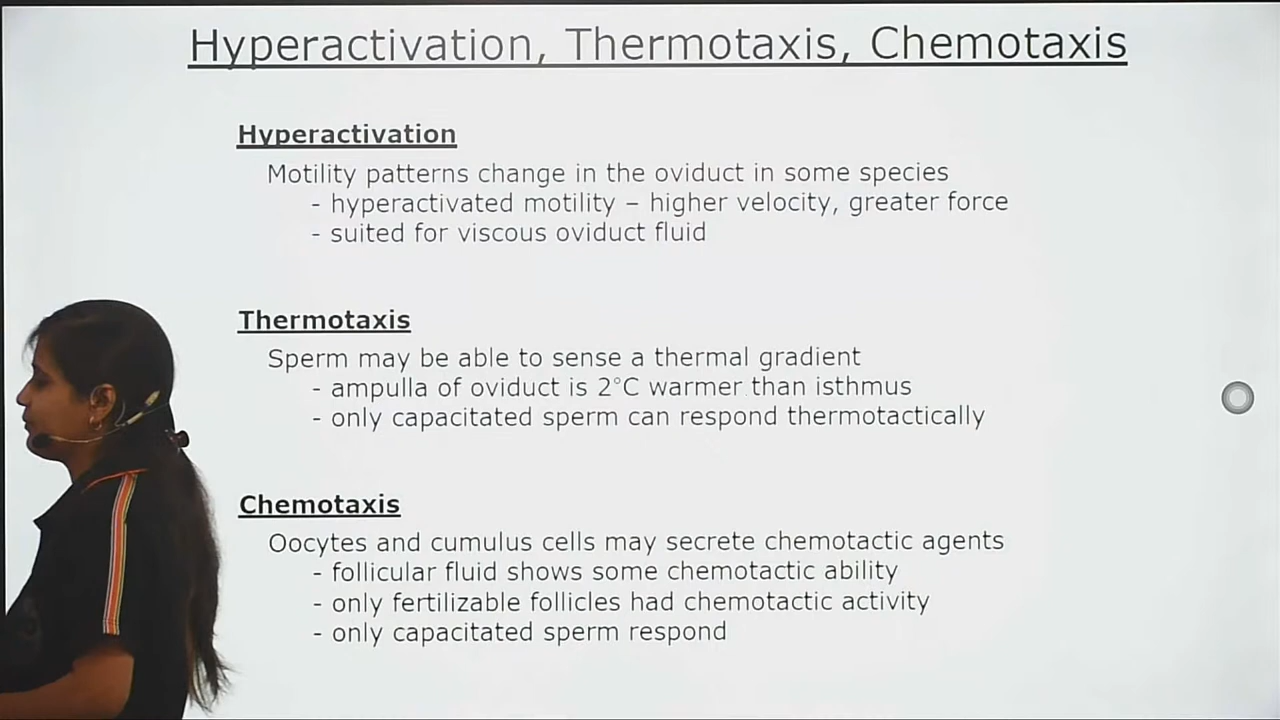 Hyperactivation, Thermotaxis, Chemotaxis
Hyperactivation
Motility patterns change in the oviduct in some species
- hyperactivated motility – higher velocity, greater force
- suited for viscous oviduct fluid
Thermotaxis
Sperm may be able to sense a thermal gradient
- ampulla of oviduct is 2°C warmer than isthmus
- only capacitated sperm can respond thermotactically
Chemotaxis
Oocytes and cumulus cells may secrete chemotactic agents
- follicular fluid shows some chemotactic ability
- only fertilizable follicles had chemotactic activity
- only capacitated sperm respond